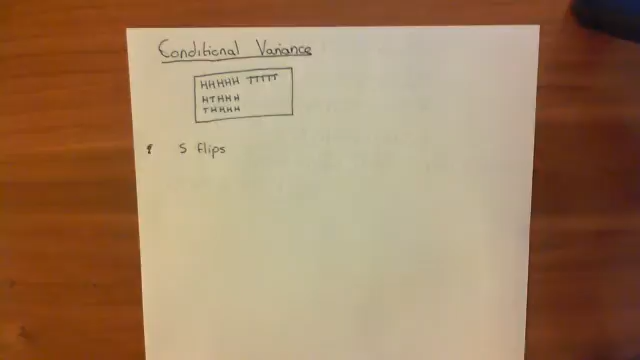 Conditional Variance
HHHHH TTTTT
HTHHH
THHHH
5 flips